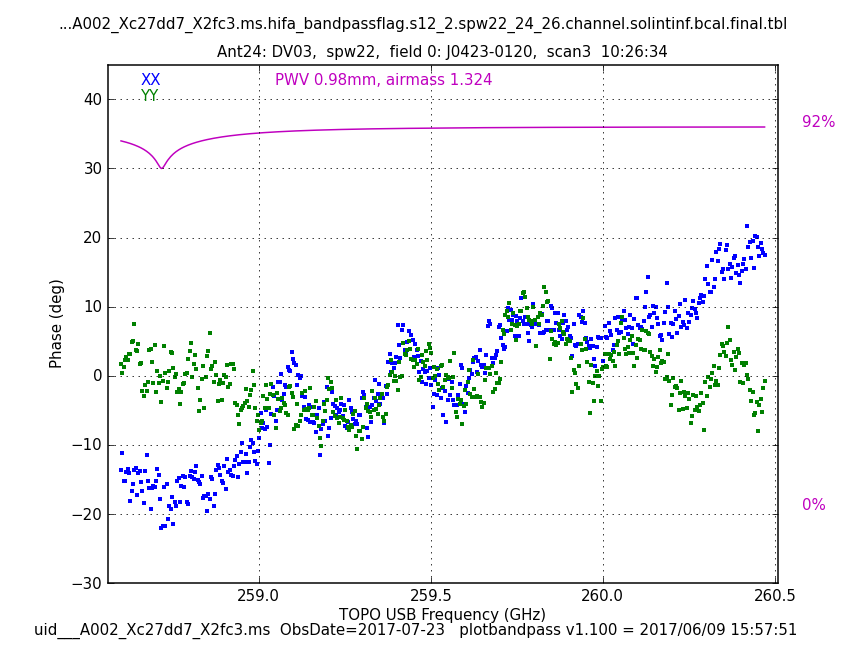 ...A002_Xc27dd7_X2fc3.ms.hifa_bandpassflag.s12_2.spw22_24_26.channel.solintinf.bcal.final.tbl
Ant24: DV03,  spw22,  field 0: J0423-0120,  scan3  10:26:34
XX
YY
PWV 0.98mm, airmass 1.324
92%
0%
40
30
20
10
0
−10
−20
−30
Phase (deg)
259.0
259.5
260.0
260.5
TOPO USB Frequency (GHz)
uid___A002_Xc27dd7_X2fc3.ms  ObsDate=2017-07-23   plotbandpass v1.100 = 2017/06/09 15:57:51